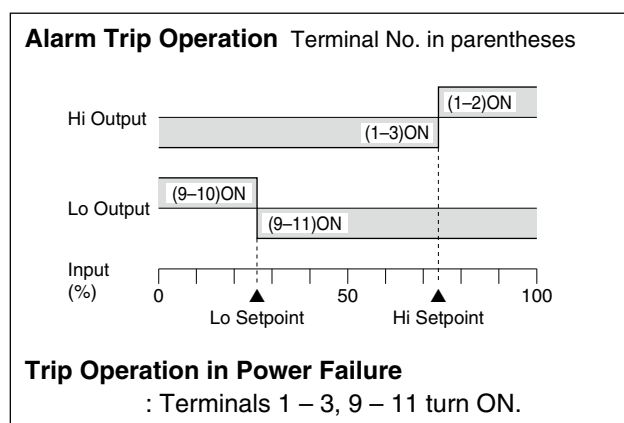 Alarm Trip Operation Terminal No. in parentheses
Hi Output
(1–2)ON
(1–3)ON
Lo Output
(9–10)ON
(9–11)ON
Input
(%)
0
50
100
Lo Setpoint
Hi Setpoint
Trip Operation in Power Failure
: Terminals 1 – 3, 9 – 11 turn ON.